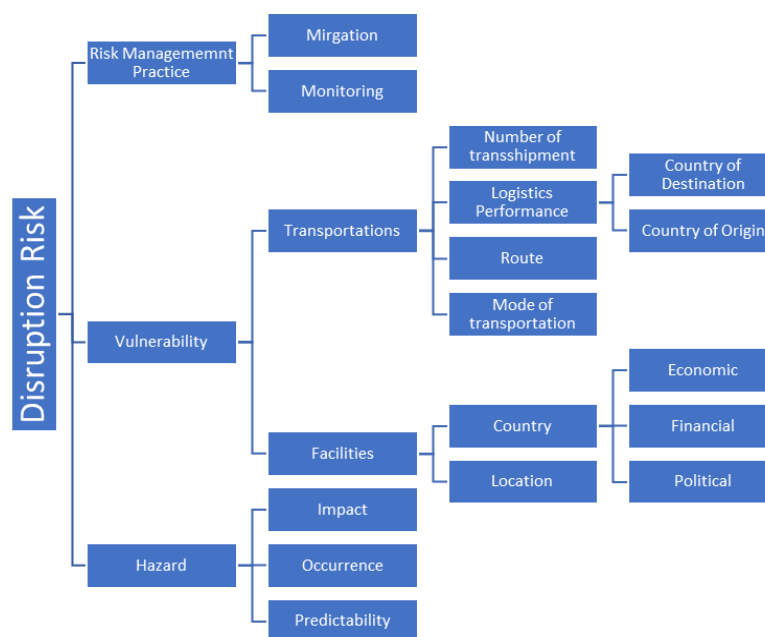 Disruption Risk
Risk Managememnt
Practice
Mirgation
Monitoring
Vulnerability
Transportations
Number of
transshipment
Logistics
Performance
Country of
Destination
Country of Origin
Route
Mode of
transportation
Facilities
Country
Economic
Financial
Political
Location
Hazard
Impact
Occurrence
Predictability